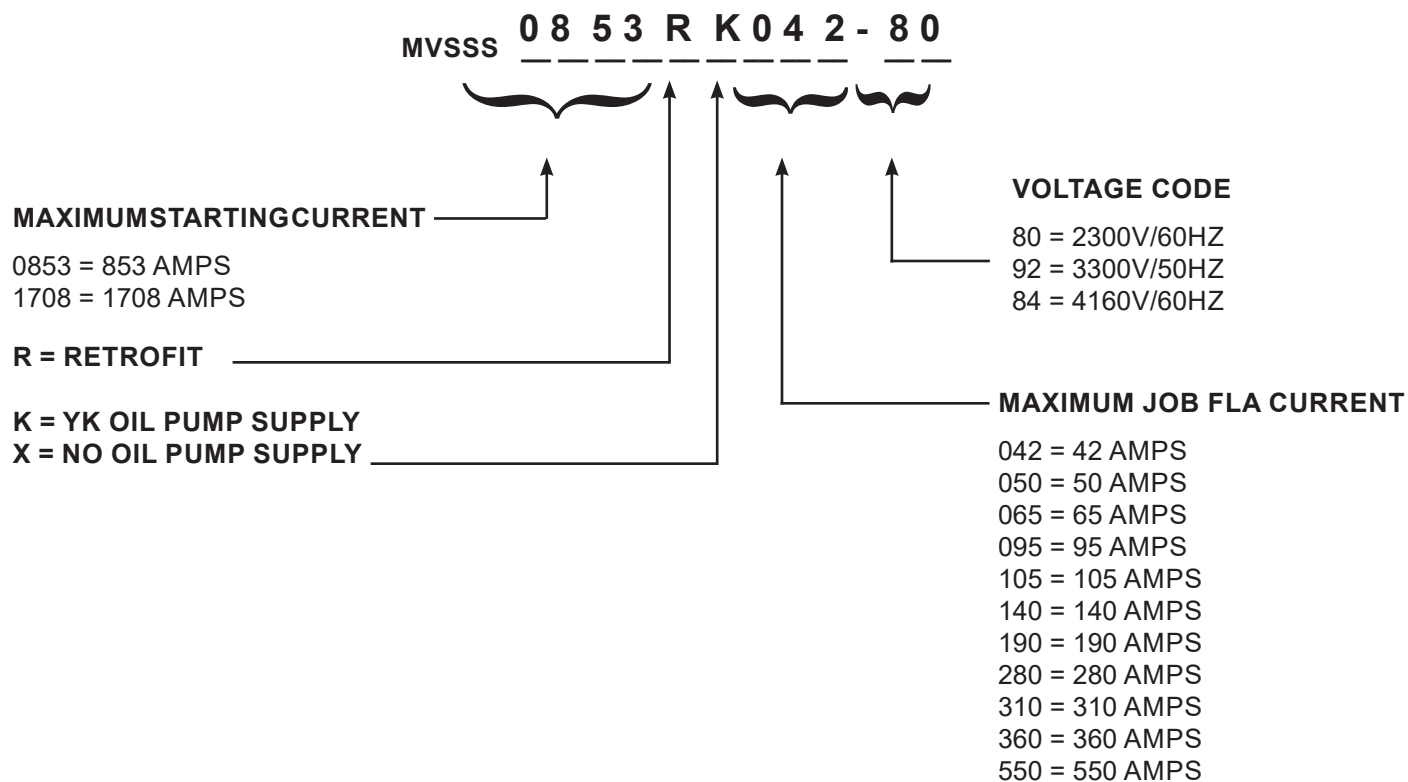 MVSSS 0 8 5 3 R K 0 4 2 - 8 0
MAXIMUMSTARTINGCURRENT
0853 = 853 AMPS
1708 = 1708 AMPS
R = RETROFIT
K = YK OIL PUMP SUPPLY
X = NO OIL PUMP SUPPLY
VOLTAGE CODE
80 = 2300V/60HZ
92 = 3300V/50HZ
84 = 4160V/60HZ
MAXIMUM JOB FLA CURRENT
042 = 42 AMPS
050 = 50 AMPS
065 = 65 AMPS
095 = 95 AMPS
105 = 105 AMPS
140 = 140 AMPS
190 = 190 AMPS
280 = 280 AMPS
310 = 310 AMPS
360 = 360 AMPS
550 = 550 AMPS